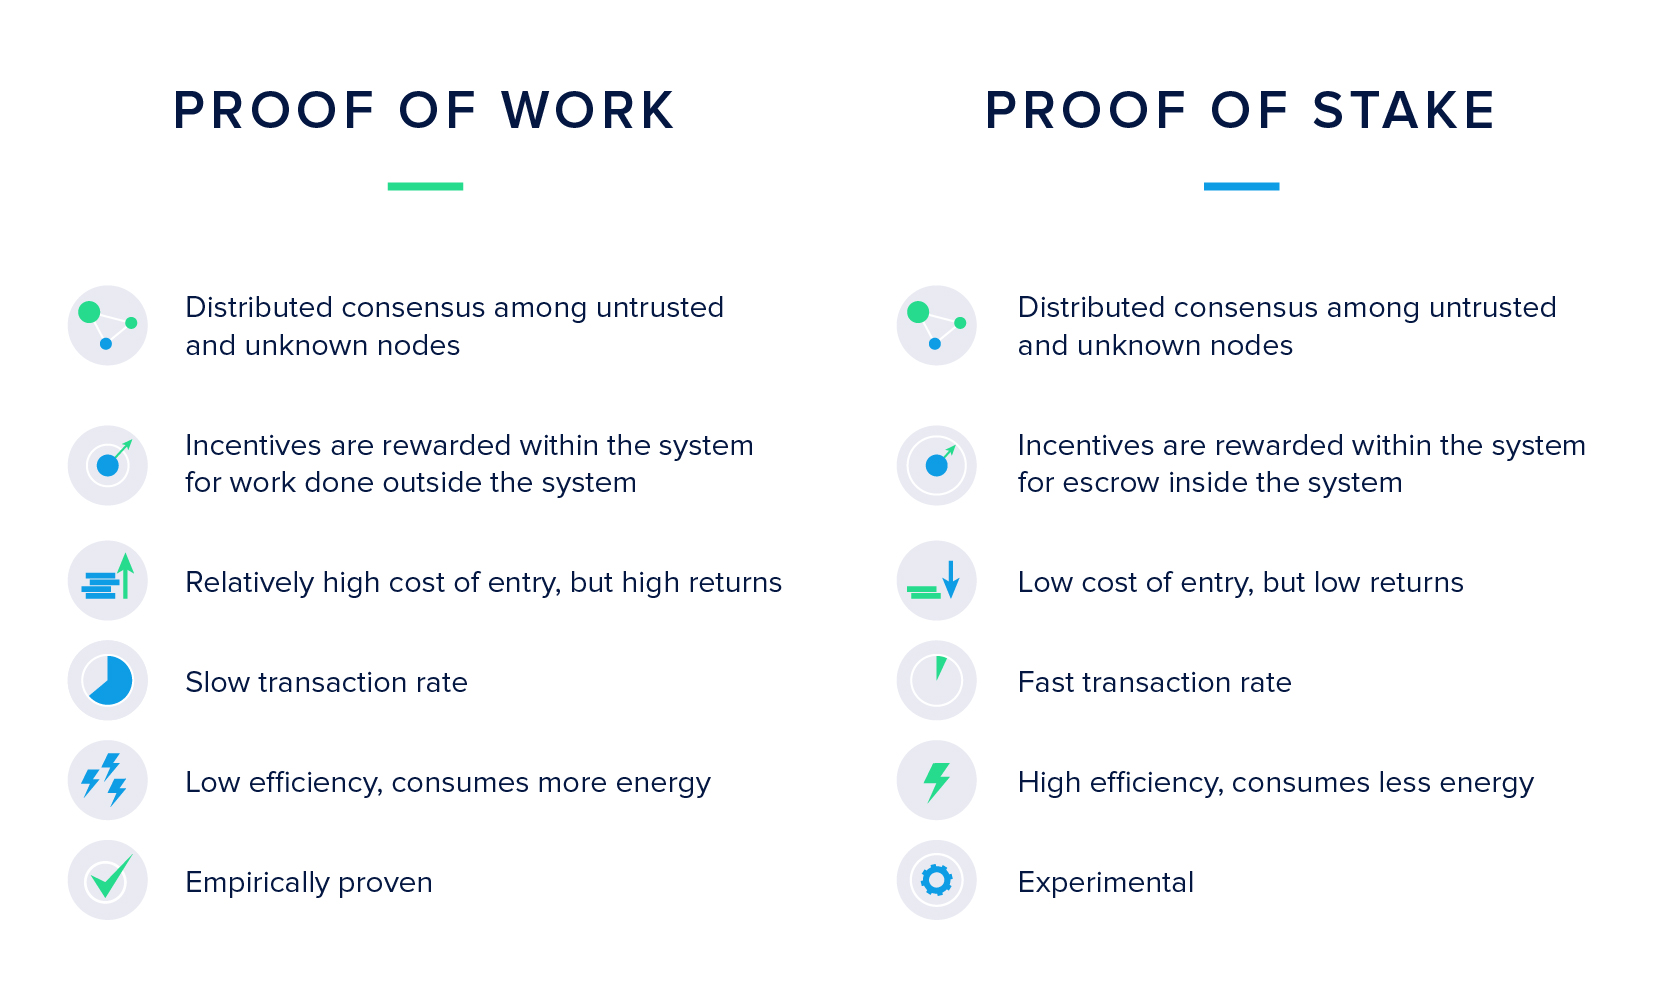 PROOF OF WORK
Distributed consensus among untrusted
and unknown nodes
Incentives are rewarded within the system
for work done outside the system
Relatively high cost of entry, but high returns
Slow transaction rate
Low efficiency, consumes more energy
Empirically proven
PROOF OF STAKE
Distributed consensus among untrusted
and unknown nodes
Incentives are rewarded within the system
for escrow inside the system
Low cost of entry, but low returns
Fast transaction rate
High efficiency, consumes less energy
Experimental